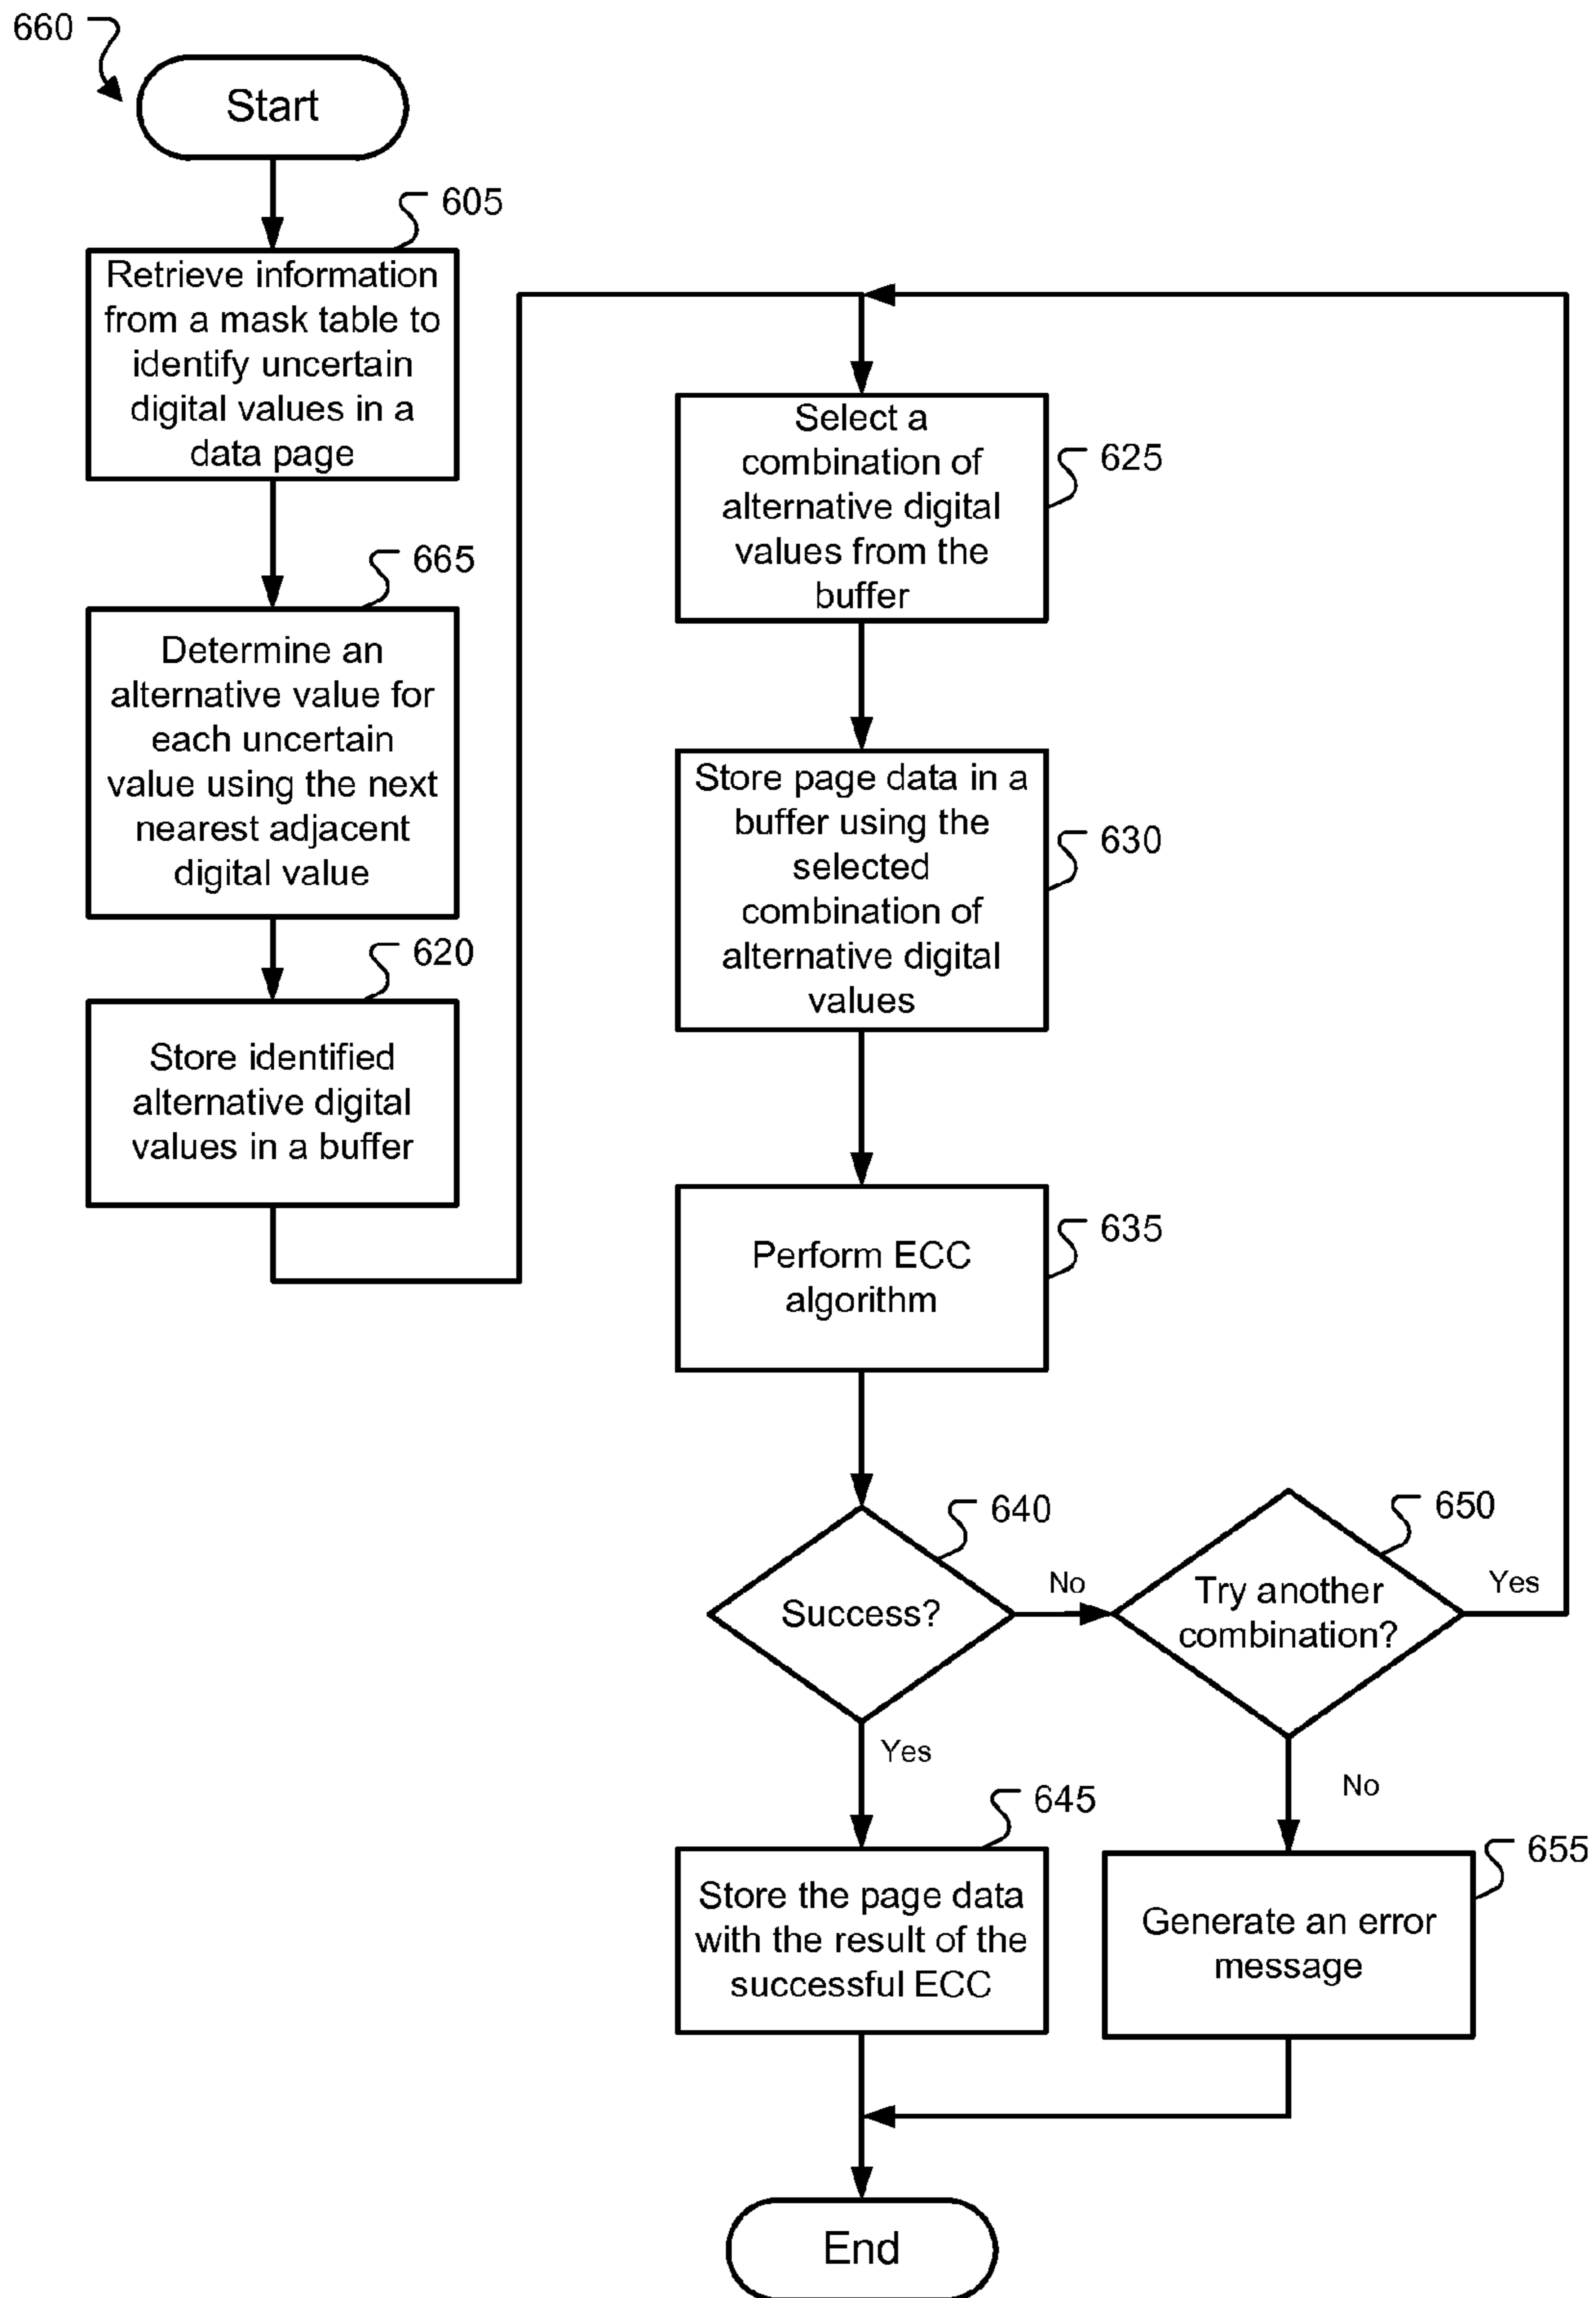 660
Start
605
Retrieve information
from a mask table to
identify uncertain
digital values in a
data page
665
Determine an
alternative value for
each uncertain
value using the next
nearest adjacent
digital value
620
Store identified
alternative digital
values in a buffer
Select a
combination of
alternative digital
values from the
buffer
625
Store page data in a
buffer using the
selected
combination of
alternative digital
values
630
Perform ECC
algorithm
635
640
Success?
No
Yes
650
Try another
combination?
Yes
No
645
Store the page data
with the result of the
successful ECC
655
Generate an error
message
End